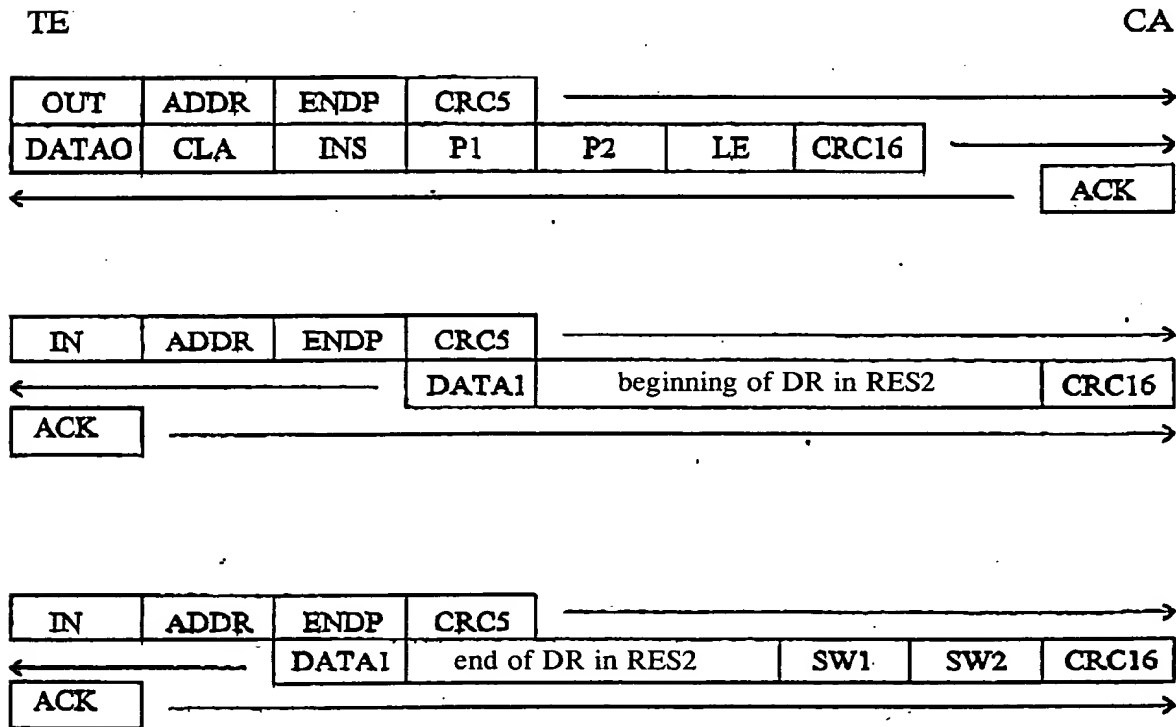 TE CA
OUT ADDR ENDP CRC5
DATA0 CLA INS P1 P2 LE CRC16
ACK
IN ADDR ENDP CRC5
DATA1 beginning of DR in RES2 CRC16
ACK
IN ADDR ENDP CRC5
DATA1 end of DR in RES2 SW1 SW2 CRC16
ACK